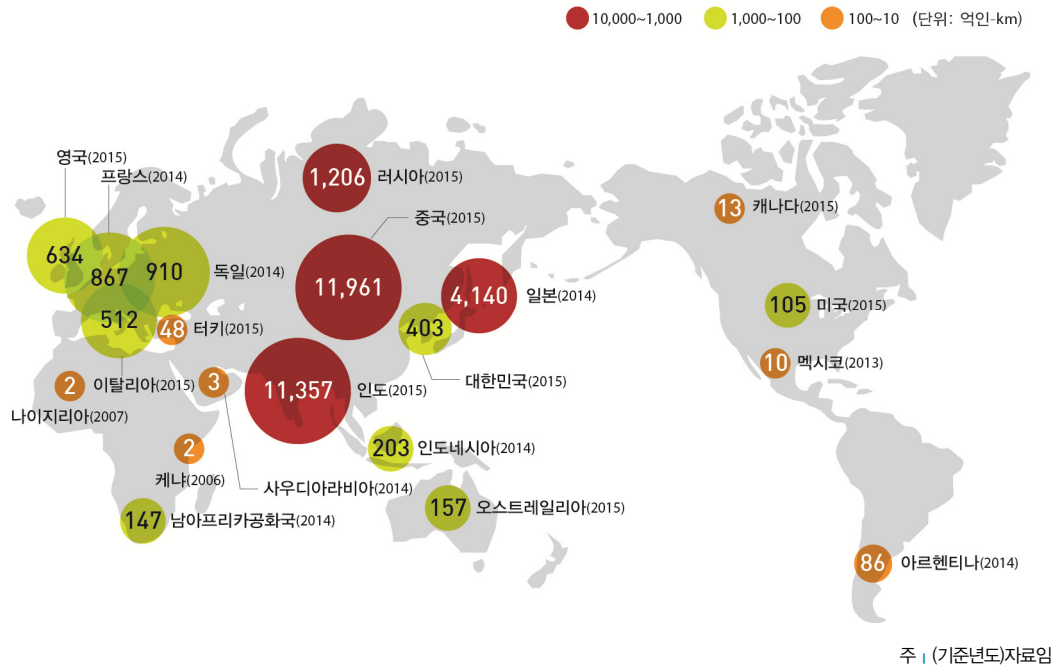 10,000~1,000 1,000~100 100~10 (단위: 억인-km)
영국(2015)
프랑스(2014)
1,206 러시아(2015)
중국(2015)
13 캐나다(2015)
634
867
910 독일(2014)
11,961
4,140 일본(2014)
105 미국(2015)
512
48 터키(2015)
403
10 멕시코(2013)
2
이탈리아(2015)
3
11,357 인도(2015)
대한민국(2015)
나이지리아(2007)
2
203 인도네시아(2014)
케냐(2006)
사우디아라비아(2014)
147 남아프리카공화국(2014)
157 오스트레일리아(2015)
86 아르헨티나(2014)
주 | (기준년도)자료임